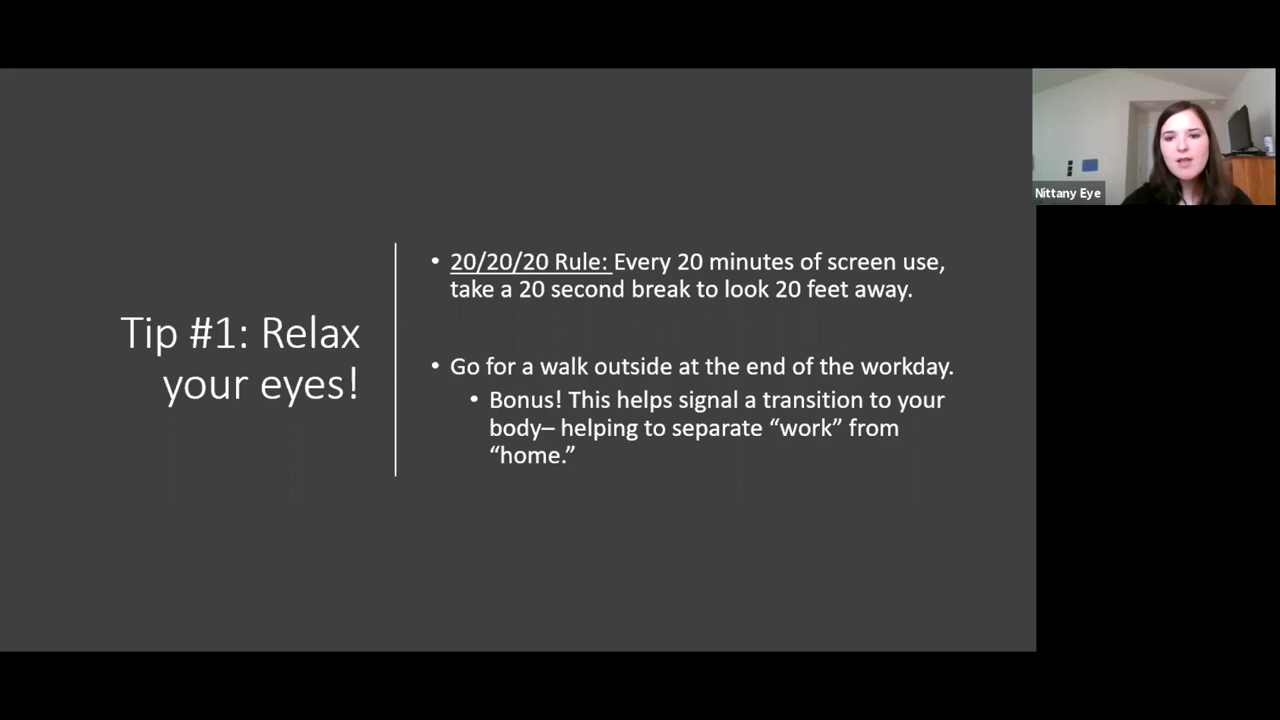 Tip #1: Relax
your eyes!
• 20/20/20 Rule: Every 20 minutes of screen use,
take a 20 second break to look 20 feet away.
• Go for a walk outside at the end of the workday.
• Bonus! This helps signal a transition to your
body– helping to separate “work” from
“home.”
Nittany Eye